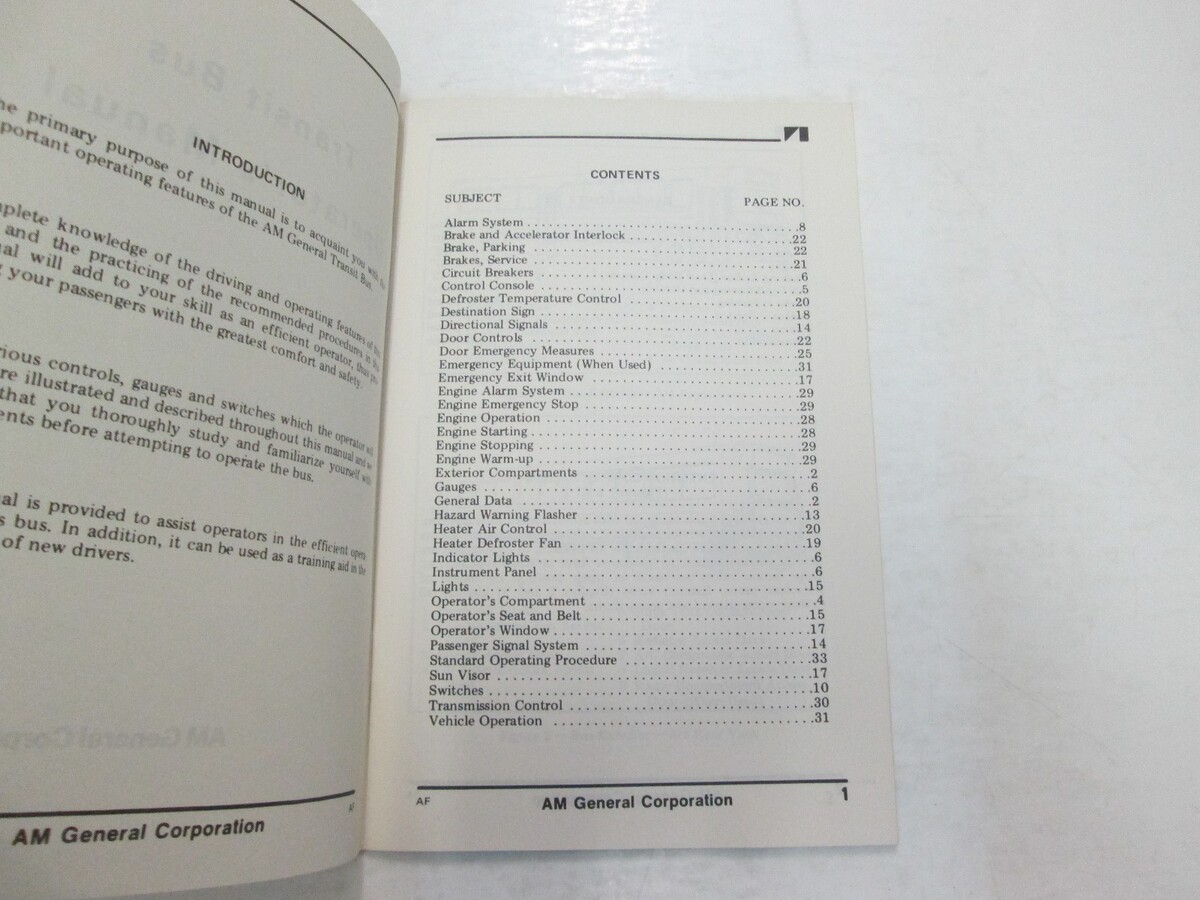 INTRODUCTION
he primary purpose of this manual is to acquaint you with the
portant operating features of the AM General Transit Bus.
plete knowledge of the driving and operating features of the
and the practicing of the recommended procedures in this
al will add to your skill as an efficient operator, thus
g your passengers with the greatest comfort and safety.
rious controls, gauges and switches which the operator will
re illustrated and described throughout this manual and we
that you thoroughly study and familiarize yourself with
ents before attempting to operate the bus.
al is provided to assist operators in the efficient opera
s bus. In addition, it can be used as a training aid in the
of new drivers.
AF
AM General Corporation
CONTENTS
SUBJECT PAGE NO.
Alarm System . . . . . . . . . . 8
Brake and Accelerator Interlock . . . . . . . . . . 22
Brake, Parking . . . . . . . . . . 22
Brakes, Service . . . . . . . . . . 21
Circuit Breakers . . . . . . . . . . 6
Control Console . . . . . . . . . . 5
Defroster Temperature Control . . . . . . . . . . 20
Destination Sign . . . . . . . . . . 18
Directional Signals . . . . . . . . . . 14
Door Controls . . . . . . . . . . 22
Door Emergency Measures . . . . . . . . . . 25
Emergency Equipment (When Used) . . . . . . . . . . 31
Emergency Exit Window . . . . . . . . . . 17
Engine Alarm System . . . . . . . . . . 29
Engine Emergency Stop . . . . . . . . . . 29
Engine Operation . . . . . . . . . . 28
Engine Starting . . . . . . . . . . 28
Engine Stopping . . . . . . . . . . 29
Engine Warm-up . . . . . . . . . . 29
Exterior Compartments . . . . . . . . . . 2
Gauges . . . . . . . . . . 6
General Data . . . . . . . . . . 2
Hazard Warning Flasher . . . . . . . . . . 13
Heater Air Control . . . . . . . . . . 20
Heater Defroster Fan . . . . . . . . . . 19
Indicator Lights . . . . . . . . . . 6
Instrument Panel . . . . . . . . . . 6
Lights . . . . . . . . . . 15
Operator's Compartment . . . . . . . . . . 4
Operator's Seat and Belt . . . . . . . . . . 15
Operator's Window . . . . . . . . . . 17
Passenger Signal System . . . . . . . . . . 14
Standard Operating Procedure . . . . . . . . . . 33
Sun Visor . . . . . . . . . . 17
Switches . . . . . . . . . . 10
Transmission Control . . . . . . . . . . 30
Vehicle Operation . . . . . . . . . . 31
AF AM General Corporation 1